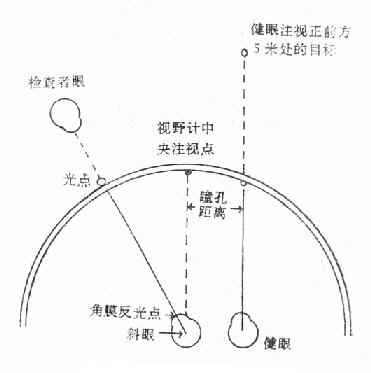 健眼注视正前方
5米处的目标
检查者眼
视野计中
央注视点
光点
瞳孔
距离
角膜反光点
斜眼
健眼